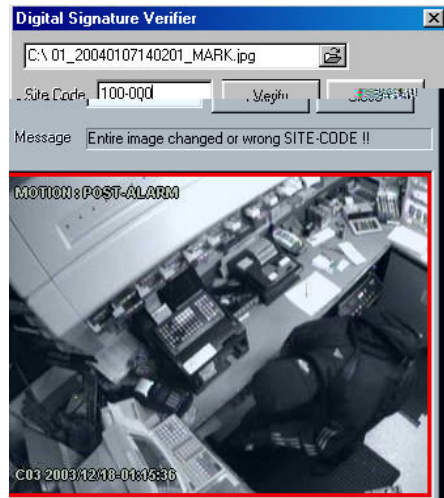 Digital Signature Verifier
C:\ 01_20040107140201_MARK.jpg
Site Code 100-000 Verify
Message Entire image changed or wrong SITE-CODE !!
MOTION : POST-ALARM
C03 2003/12/18-01:15:36